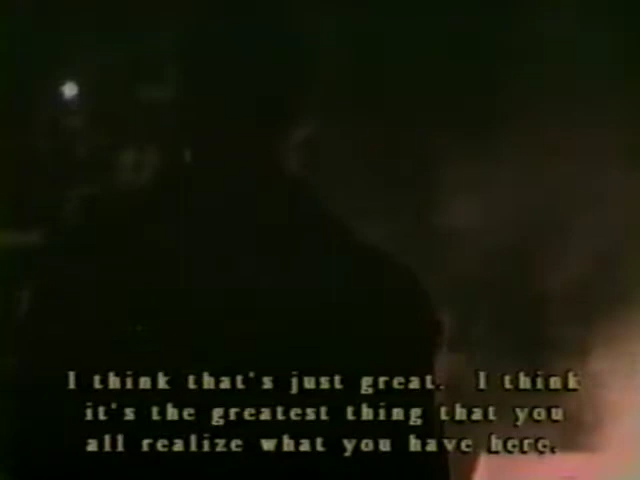 I think that's just great.  I think
it's the greatest thing that you
all realize what you have here.